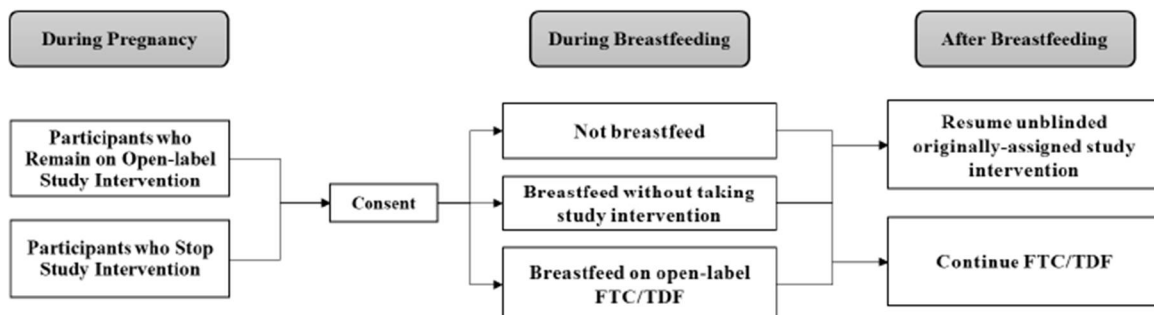 During Pregnancy
During Breastfeeding
After Breastfeeding
Participants who
Remain on Open-label
Study Intervention
Participants who Stop
Study Intervention
Consent
Not breastfeed
Breastfeed without taking
study intervention
Breastfeed on open-label
FTC/TDF
Resume unblinded
originally-assigned study
intervention
Continue FTC/TDF